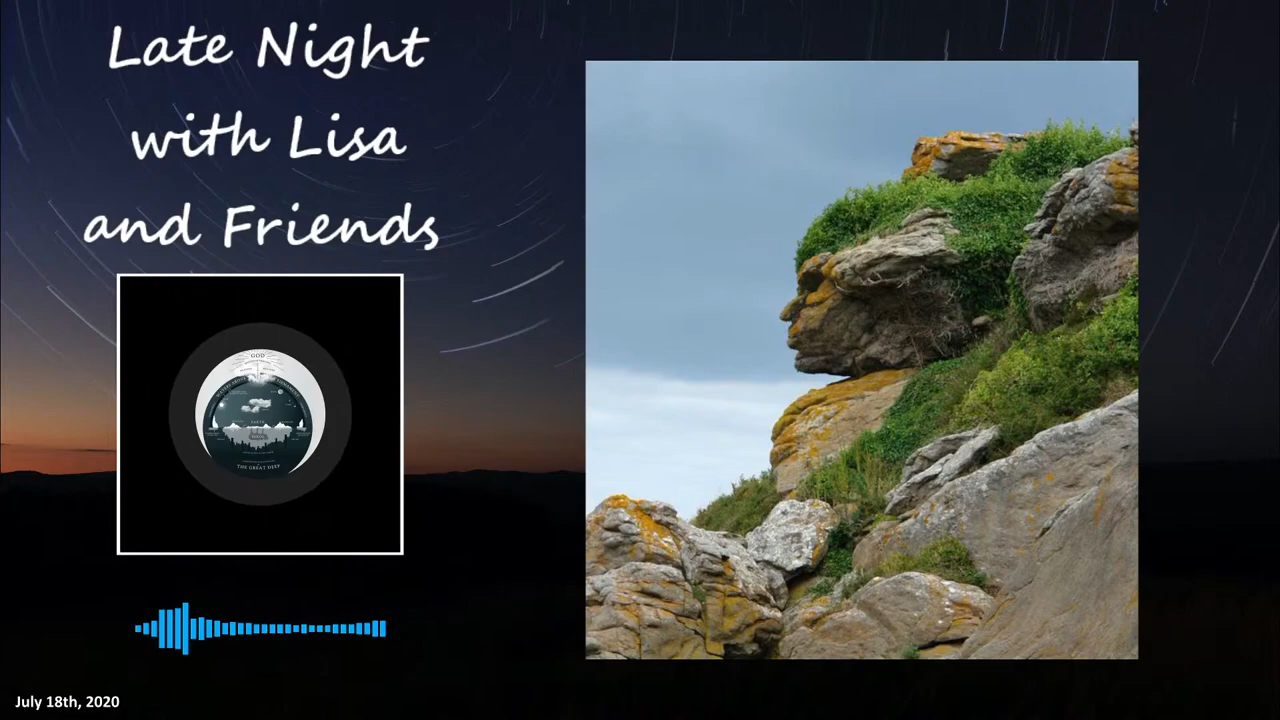 Late Night
with Lisa
and Friends
GOD
EARTH
THE GREAT DEEP
July 18th, 2020